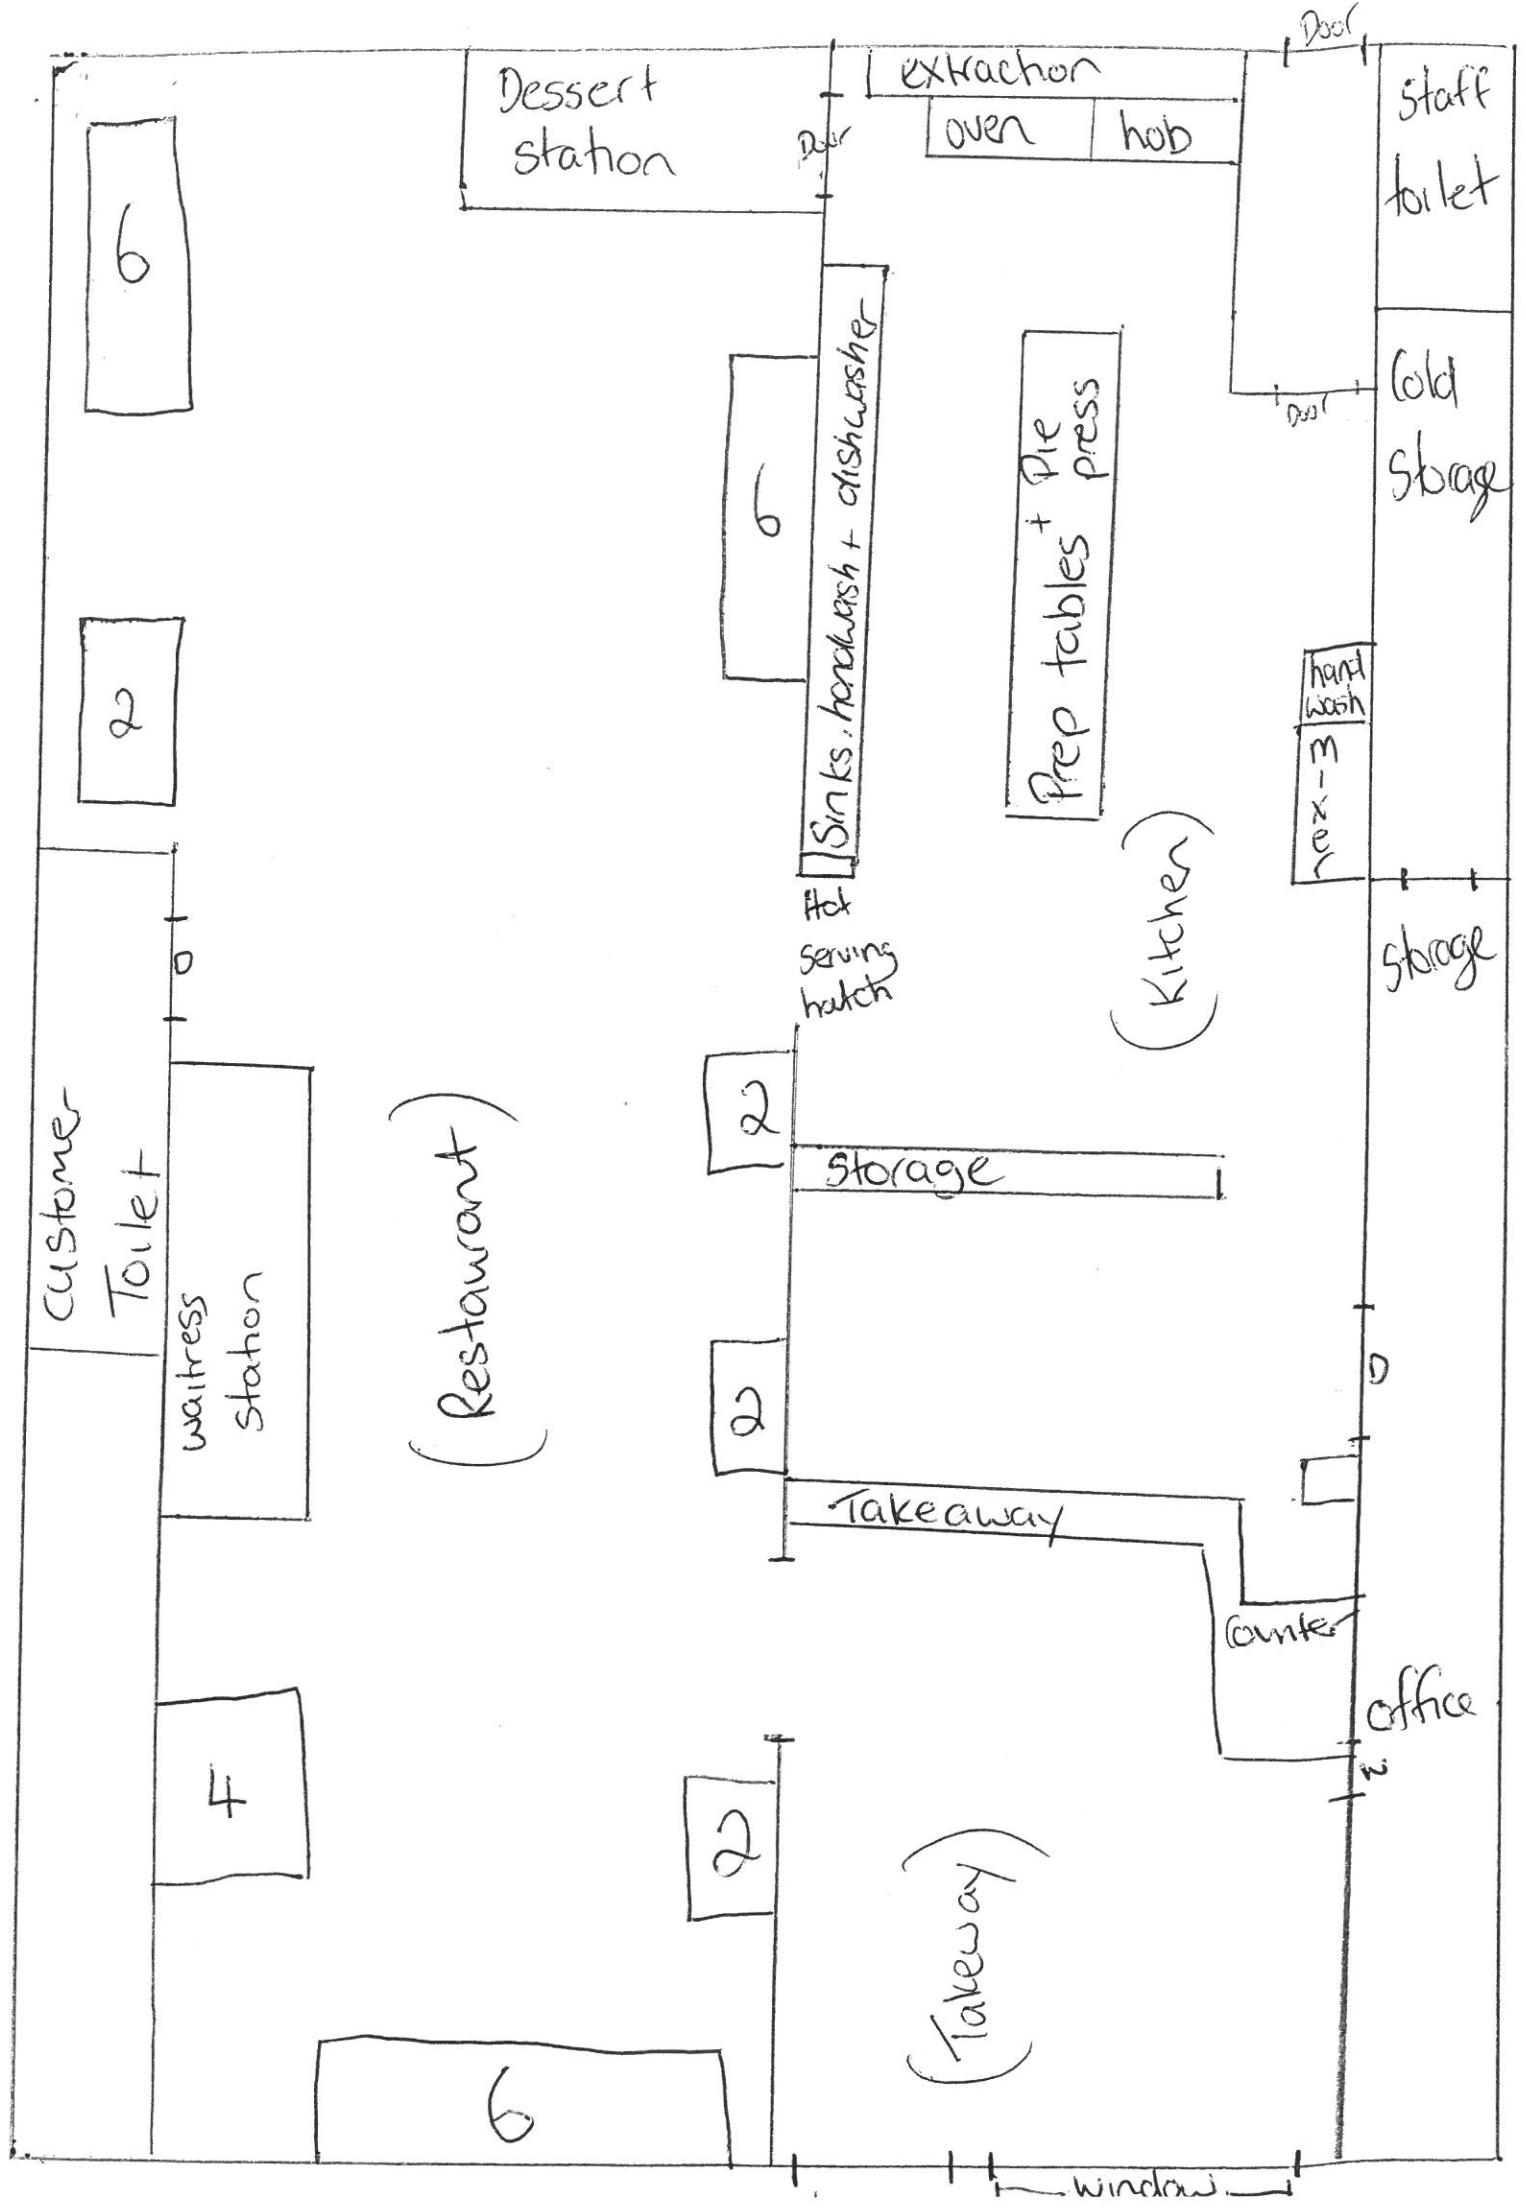 Door
Dessert
station
extraction
oven
hob
Door
Staff
toilet
6
Sinks, handwash + dishwasher
6
Prep tables + Pie
press
Door
Cold
Storage
2
hand
wash
Hot
serving
hatch
(Kitchen)
Storage
D
Customer
Toilet
waitress
station
(Restaurant)
2
Storage
2
D
Takeaway
Counter
office
4
2
(Takeway)
6
window